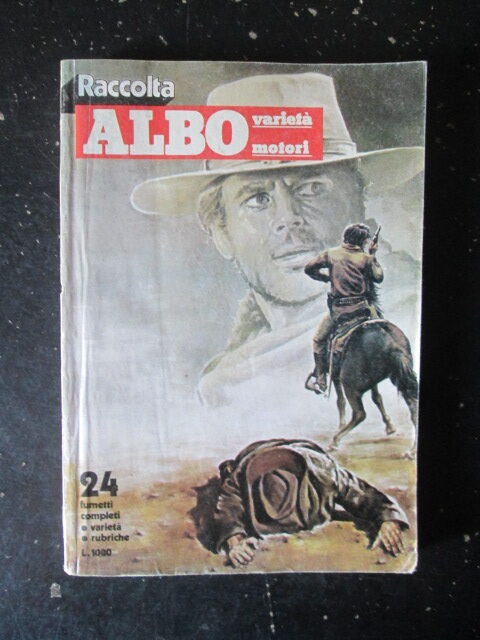 Raccolta
ALBO varietà
motori
24
fumetti
completi
• varietà
• rubriche
L. 1000